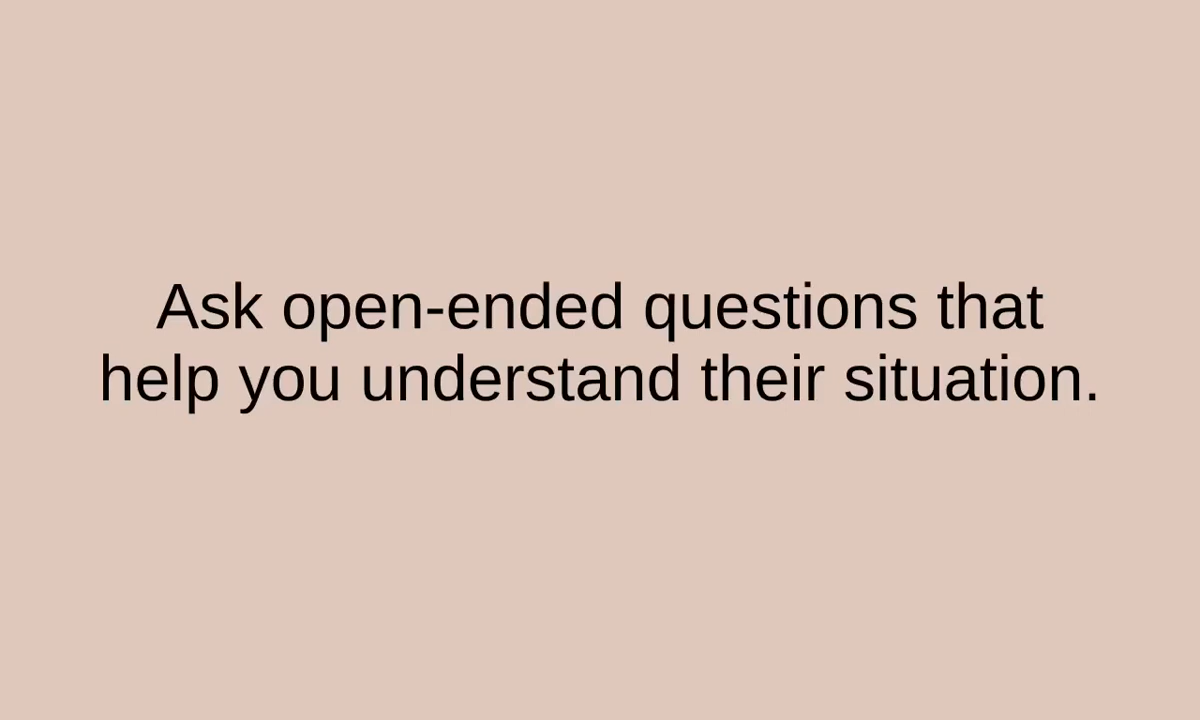 Ask open-ended questions that
help you understand their situation.